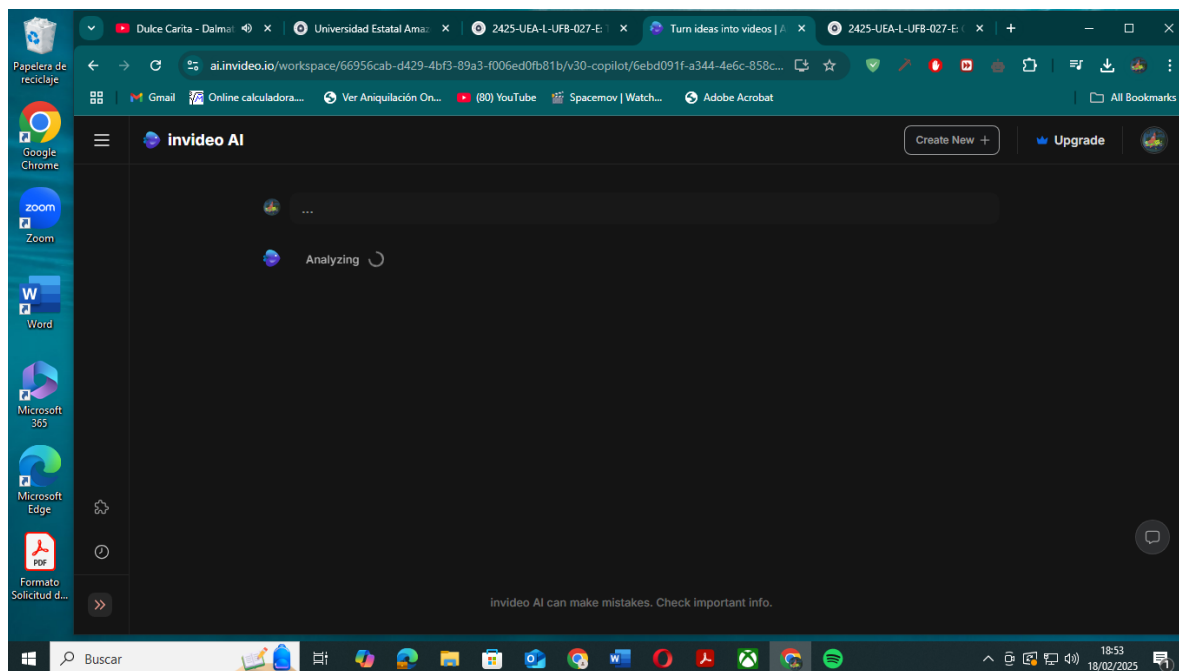 Dulce Carita - Dalmat
Universidad Estatal Amaz
2425-UEA-L-UFB-027-E: T
Turn ideas into videos | A
2425-UEA-L-UFB-027-E: (
ai.invideo.io/workspace/66956cab-d429-4bf3-89a3-f006ed0fb81b/v30-copilot/6ebd091f-a344-4e6c-858c...
Gmail
Online calculadora....
Ver Aniquilación On...
(80) YouTube
Spacemov | Watch...
Adobe Acrobat
All Bookmarks
Papelera de
reciclaje
Google
Chrome
zoom
Zoom
W
Word
Microsoft
365
Microsoft
Edge
PDF
Formato
Solicitud d...
invideo AI
Create New +
Upgrade
...
Analyzing
invideo AI can make mistakes. Check important info.
Buscar
18:53
18/02/2025